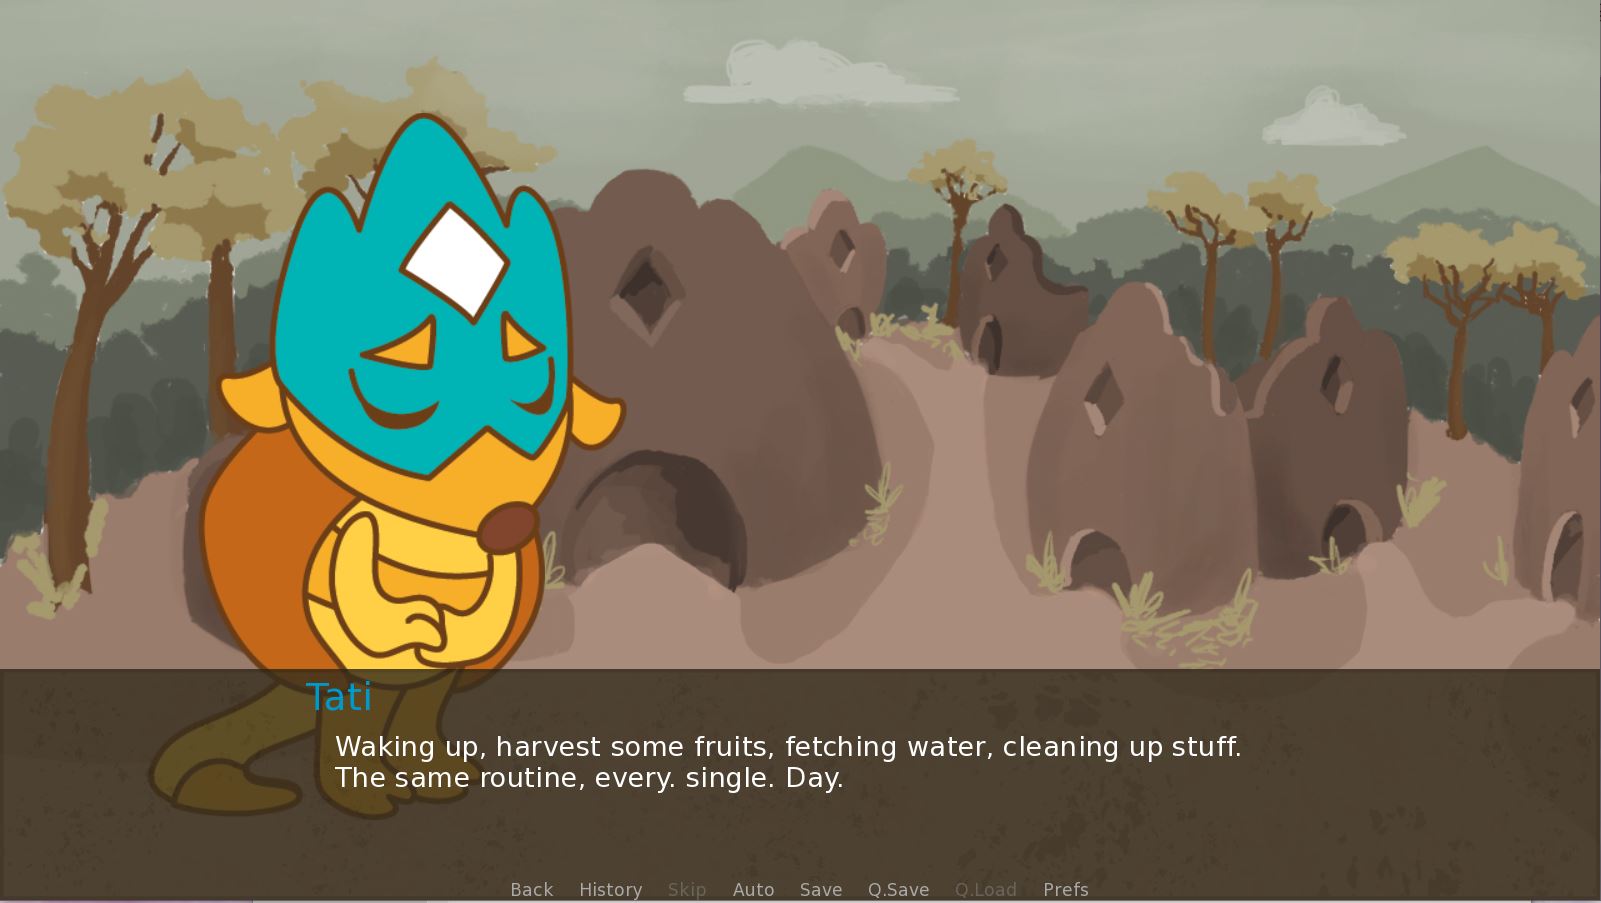 Tati
Waking up, harvest some fruits, fetching water, cleaning up stuff.
The same routine, every. single. Day.
Back History Skip Auto Save Q.Save Q.Load Prefs